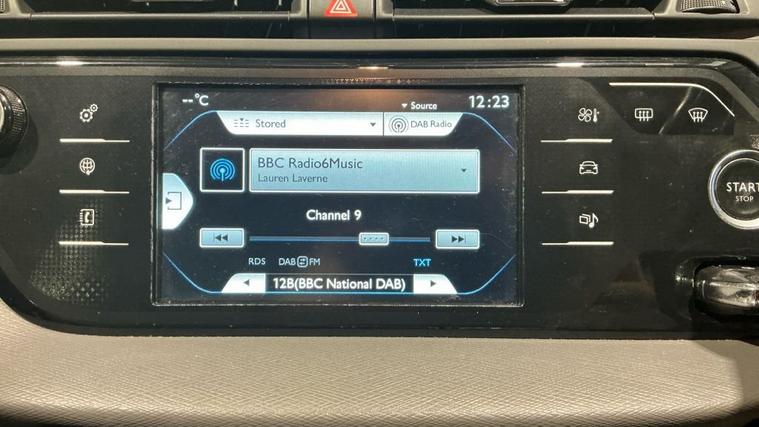 --°C
Source
12:23
Stored
DAB Radio
BBC Radio6Music
Lauren Laverne
Channel 9
RDS DAB FM TXT
12B(BBC National DAB)
START
STOP